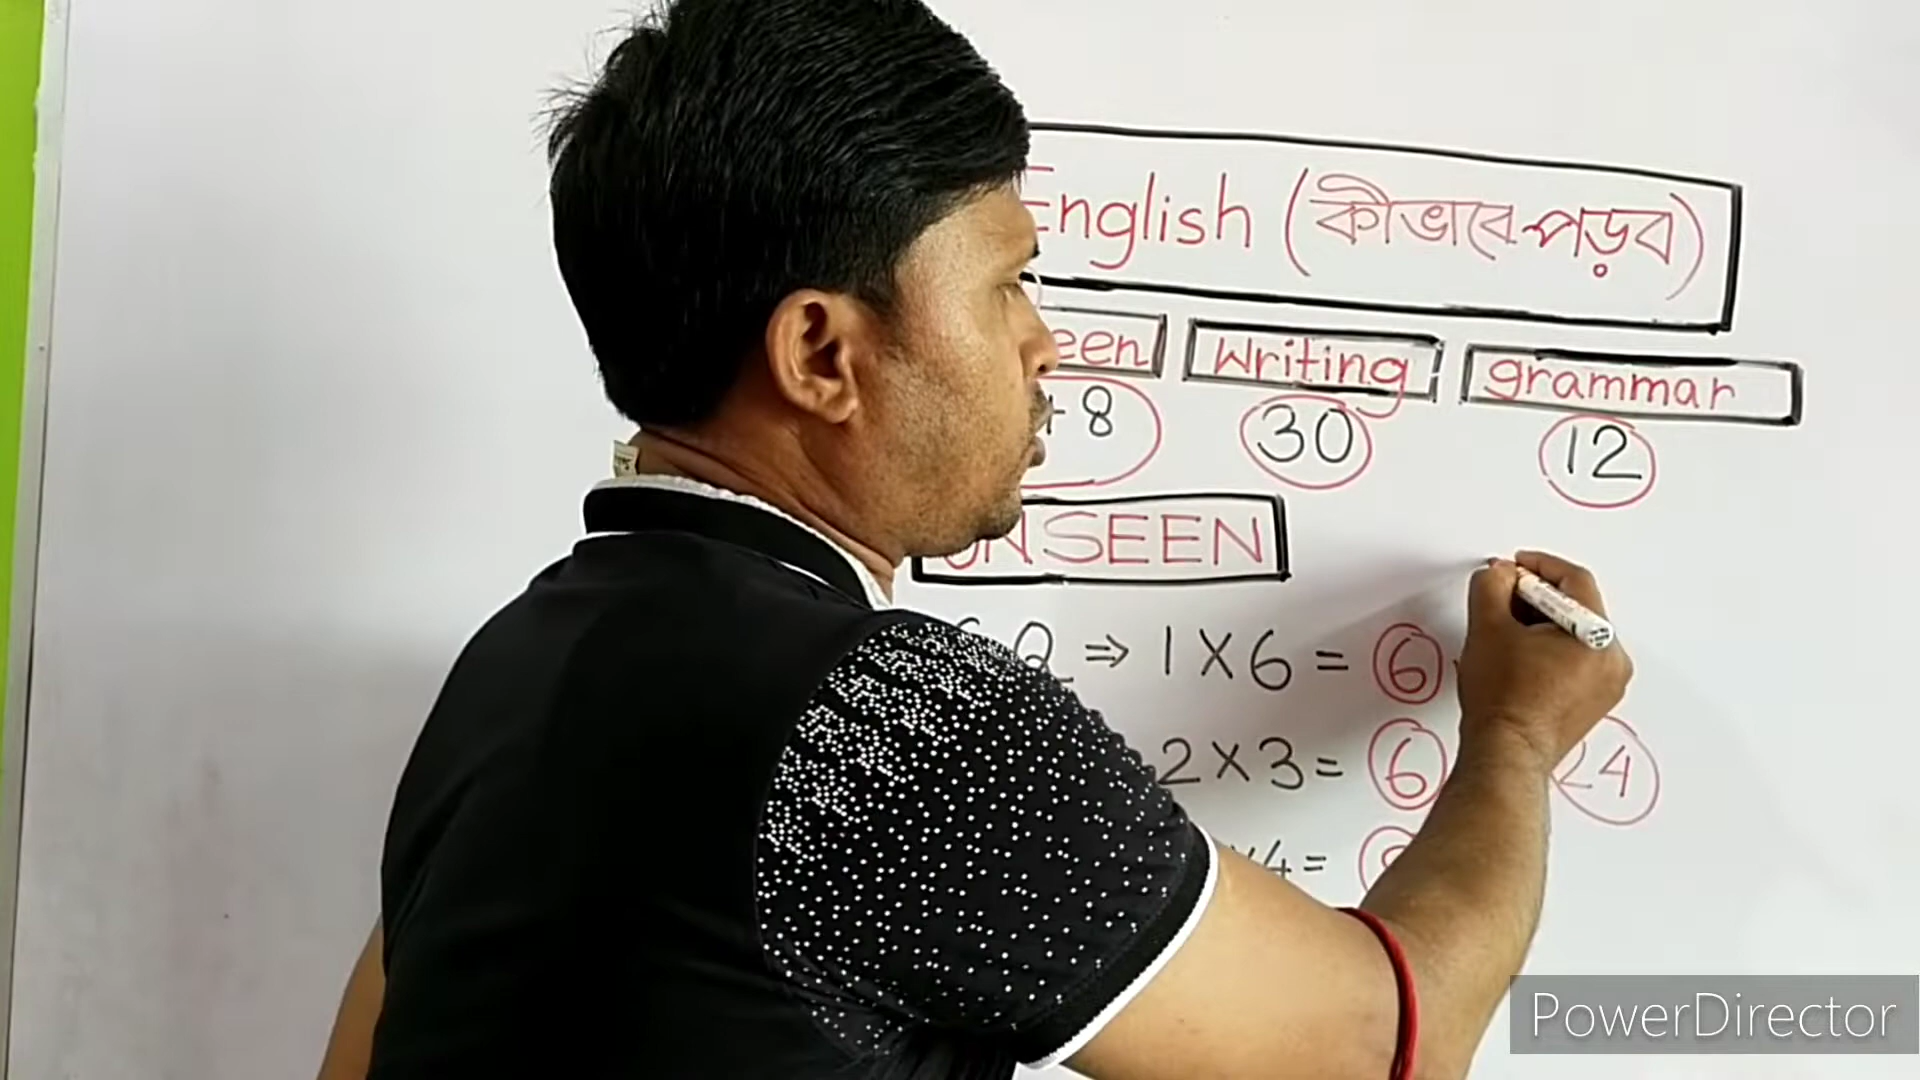 English (কীভাবে পড়ব)
een Writing grammar
+ 8 30 12
UNSEEN
Q ⇒ 1 X 6 = 6
2 X 3 = 6 24
4 =
PowerDirector